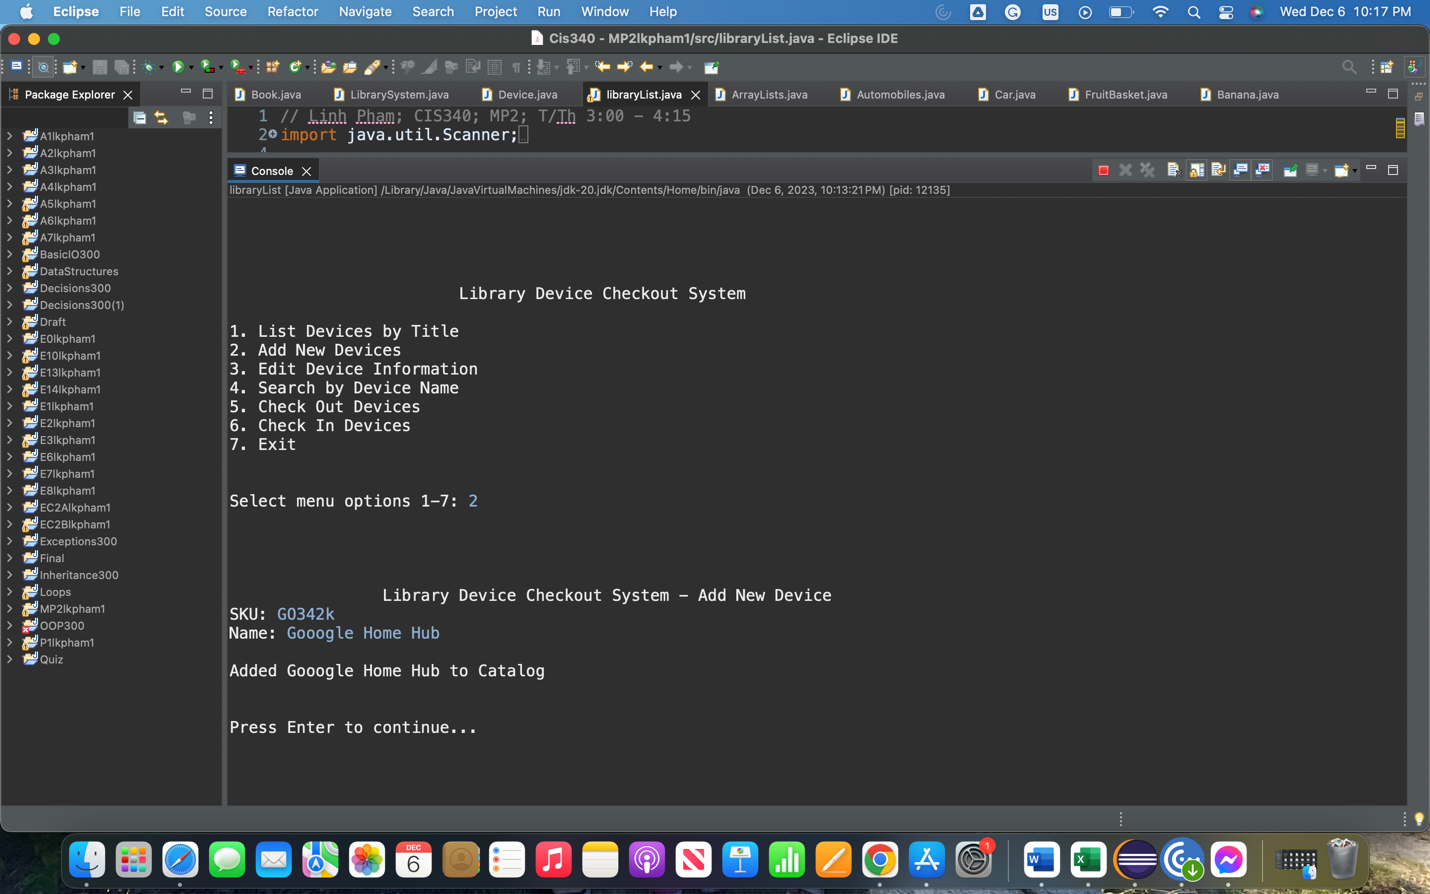 Eclipse File Edit Source Refactor Navigate Search Project Run Window Help US Wed Dec 6 10:17 PM
Cis340 - MP2lkpham1/src/libraryList.java - Eclipse IDE
Package Explorer
Book.java LibrarySystem.java Device.java libraryList.java ArrayLists.java Automobiles.java Car.java FruitBasket.java Banana.java
1 // Linh Pham; CIS340; MP2; T/Th 3:00 - 4:15
2 import java.util.Scanner;
Console
libraryList [Java Application] /Library/Java/JavaVirtualMachines/jdk-20.jdk/Contents/Home/bin/java (Dec 6, 2023, 10:13:21 PM) [pid: 12135]
A1lkpham1
A2lkpham1
A3lkpham1
A4lkpham1
A5lkpham1
A6lkpham1
A7lkpham1
BasicIO300
DataStructures
Decisions300
Decisions300(1)
Draft
E0lkpham1
E10lkpham1
E13lkpham1
E14lkpham1
E1lkpham1
E2lkpham1
E3lkpham1
E6lkpham1
E7lkpham1
E8lkpham1
EC2Alkpham1
EC2Blkpham1
Exceptions300
Final
Inheritance300
Loops
MP2lkpham1
OOP300
P1lkpham1
Quiz
Library Device Checkout System
1. List Devices by Title
2. Add New Devices
3. Edit Device Information
4. Search by Device Name
5. Check Out Devices
6. Check In Devices
7. Exit
Select menu options 1-7: 2
Library Device Checkout System - Add New Device
SKU: GO342k
Name: Gooogle Home Hub
Added Gooogle Home Hub to Catalog
Press Enter to continue...
DEC
6
1